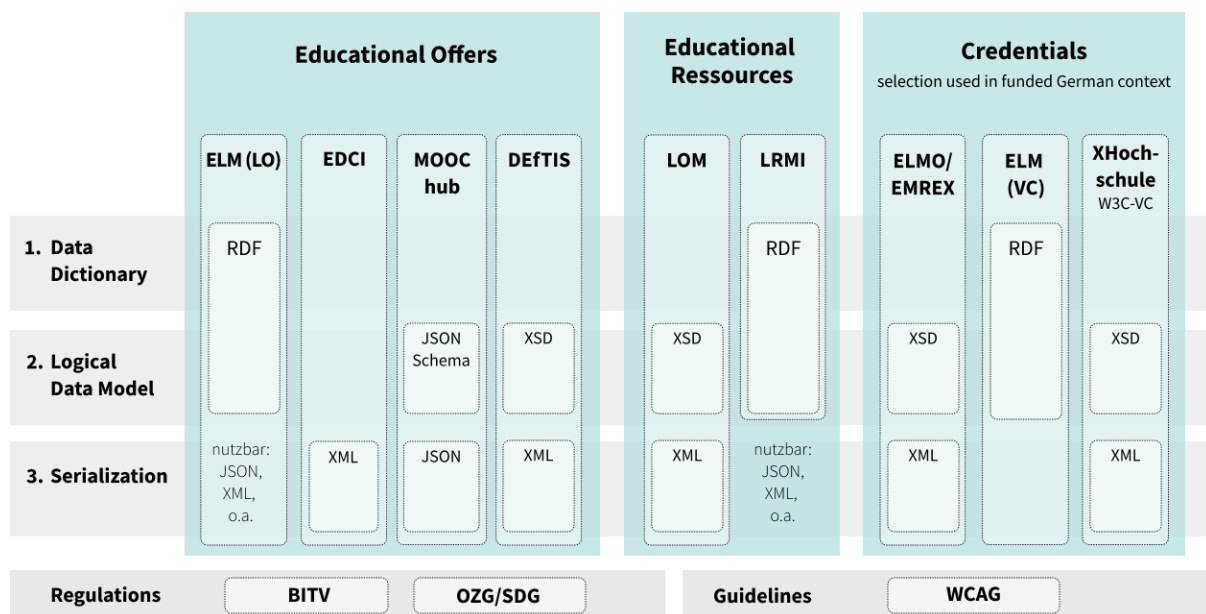 Educational Offers
Educational
Ressources
Credentials
selection used in funded German context
ELM (LO)
EDCI
MOOC
hub
DEfTIS
LOM
LRMI
ELMO/
EMREX
ELM
(VC)
XHoch-
schule
W3C-VC
1. Data
Dictionary
RDF
RDF
RDF
2. Logical
Data Model
JSON
Schema
XSD
XSD
XSD
XSD
3. Serialization
nutzbar:
JSON,
XML,
o.a.
XML
JSON
XML
XML
nutzbar:
JSON,
XML,
o.a.
XML
XML
Regulations
BITV
OZG/SDG
Guidelines
WCAG